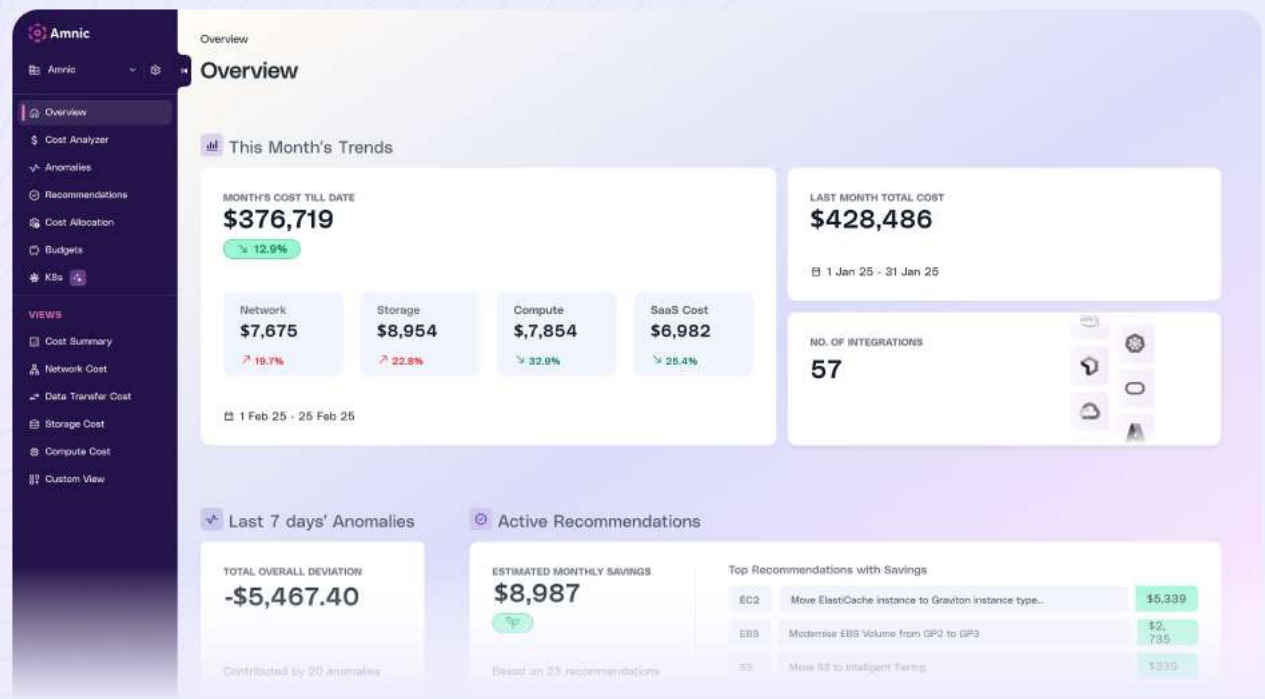 Amnic
Amnic
Overview
Cost Analyzer
Anomalies
Recommendations
Cost Allocation
Budgets
K8s
VIEWS
Cost Summary
Network Cost
Data Transfer Cost
Storage Cost
Compute Cost
Custom View
Overview
Overview
This Month's Trends
MONTH'S COST TILL DATE
$376,719
12.9%
Network
$7,675
19.7%
Storage
$8,954
22.8%
Compute
$,7,854
32.9%
SaaS Cost
$6,982
25.4%
1 Feb 25 - 25 Feb 25
LAST MONTH TOTAL COST
$428,486
1 Jan 25 - 31 Jan 25
NO. OF INTEGRATIONS
57
Last 7 days' Anomalies
TOTAL OVERALL DEVIATION
-$5,467.40
Contributed by 20 anomalies
Active Recommendations
ESTIMATED MONTHLY SAVINGS
$8,987
Based on 23 recommendations
Top Recommendations with Savings
EC2 Move ElastiCache instance to Graviton instance type... $5,339
EBS Modernise EBS Volume from GP2 to GP3 $2,
735
S3 Move S3 to Intelligent Tiering $339